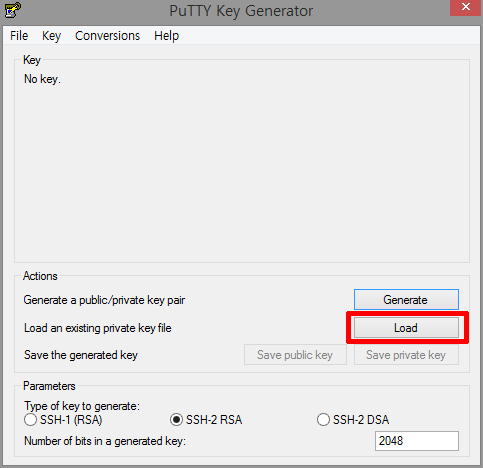 PuTTY Key Generator
File Key Conversions Help
Key
No key.
Actions
Generate a public/private key pair Generate
Load an existing private key file Load
Save the generated key Save public key Save private key
Parameters
Type of key to generate:
SSH-1 (RSA) SSH-2 RSA SSH-2 DSA
Number of bits in a generated key: 2048